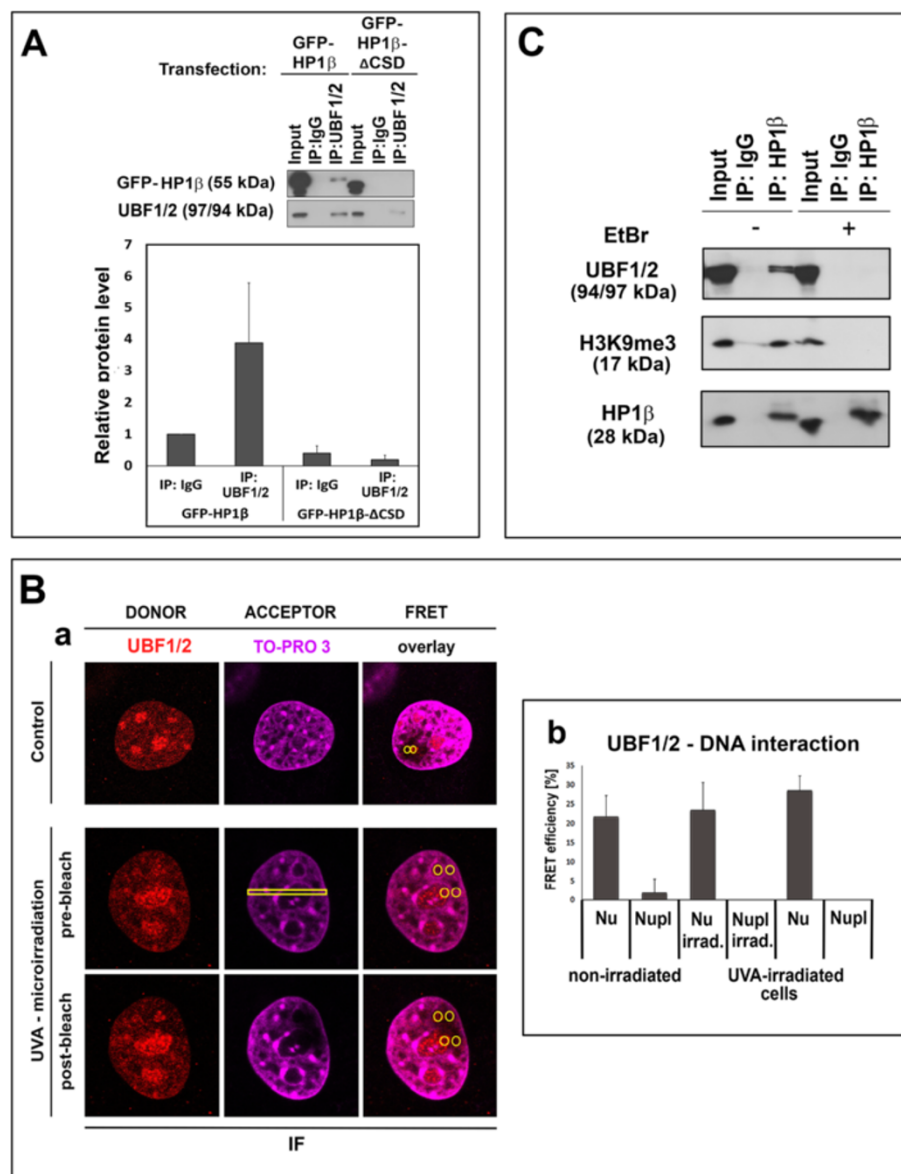 A
GFP-
HP1β
GFP-
HP1β-
ΔCSD
Transfection:
Input
IP:IgG
IP:UBF1/2
Input
IP:IgG
IP:UBF1/2
GFP-HP1β (55 kDa)
UBF1/2 (97/94 kDa)
Relative protein level
7
6
5
4
3
2
1
0
IP: IgG
IP:
UBF1/2
IP: IgG
IP:
UBF1/2
GFP-HP1β
GFP-HP1β-ΔCSD
C
Input
IP: IgG
IP: HP1β
Input
IP: IgG
IP: HP1β
EtBr - +
UBF1/2
(94/97 kDa)
H3K9me3
(17 kDa)
HP1β
(28 kDa)
B
a
DONOR ACCEPTOR FRET
UBF1/2 TO-PRO 3 overlay
Control
UVA - microirradiation
pre-bleach
post-bleach
IF
b
UBF1/2 - DNA interaction
FRET efficiency [%]
35
30
25
20
15
10
5
0
Nu
Nupl
Nu
irrad.
Nupl
irrad.
Nu
Nupl
non-irradiated
UVA-irradiated
cells